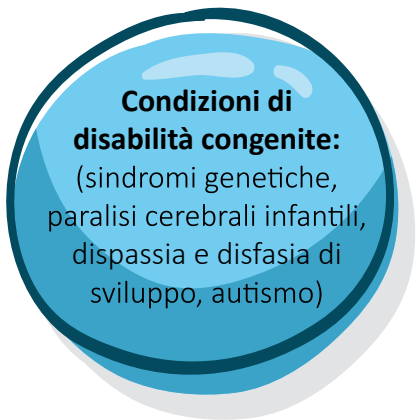 Condizioni di
disabilità congenite:
(sindromi genetiche,
paralisi cerebrali infantili,
dispassia e disfasia di
sviluppo, autismo)